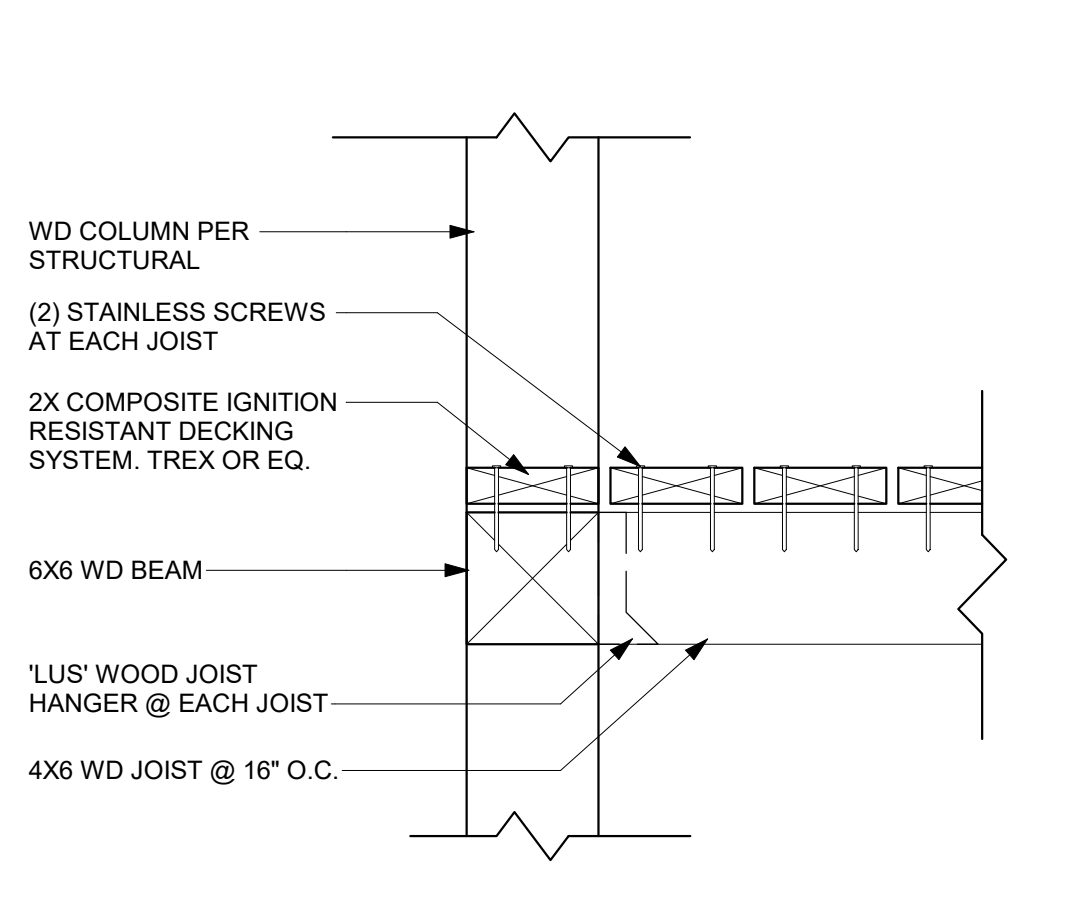 WD COLUMN PER
STRUCTURAL
(2) STAINLESS SCREWS
AT EACH JOIST
2X COMPOSITE IGNITION
RESISTANT DECKING
SYSTEM. TREX OR EQ.
6X6 WD BEAM
'LUS' WOOD JOIST
HANGER @ EACH JOIST
4X6 WD JOIST @ 16" O.C.